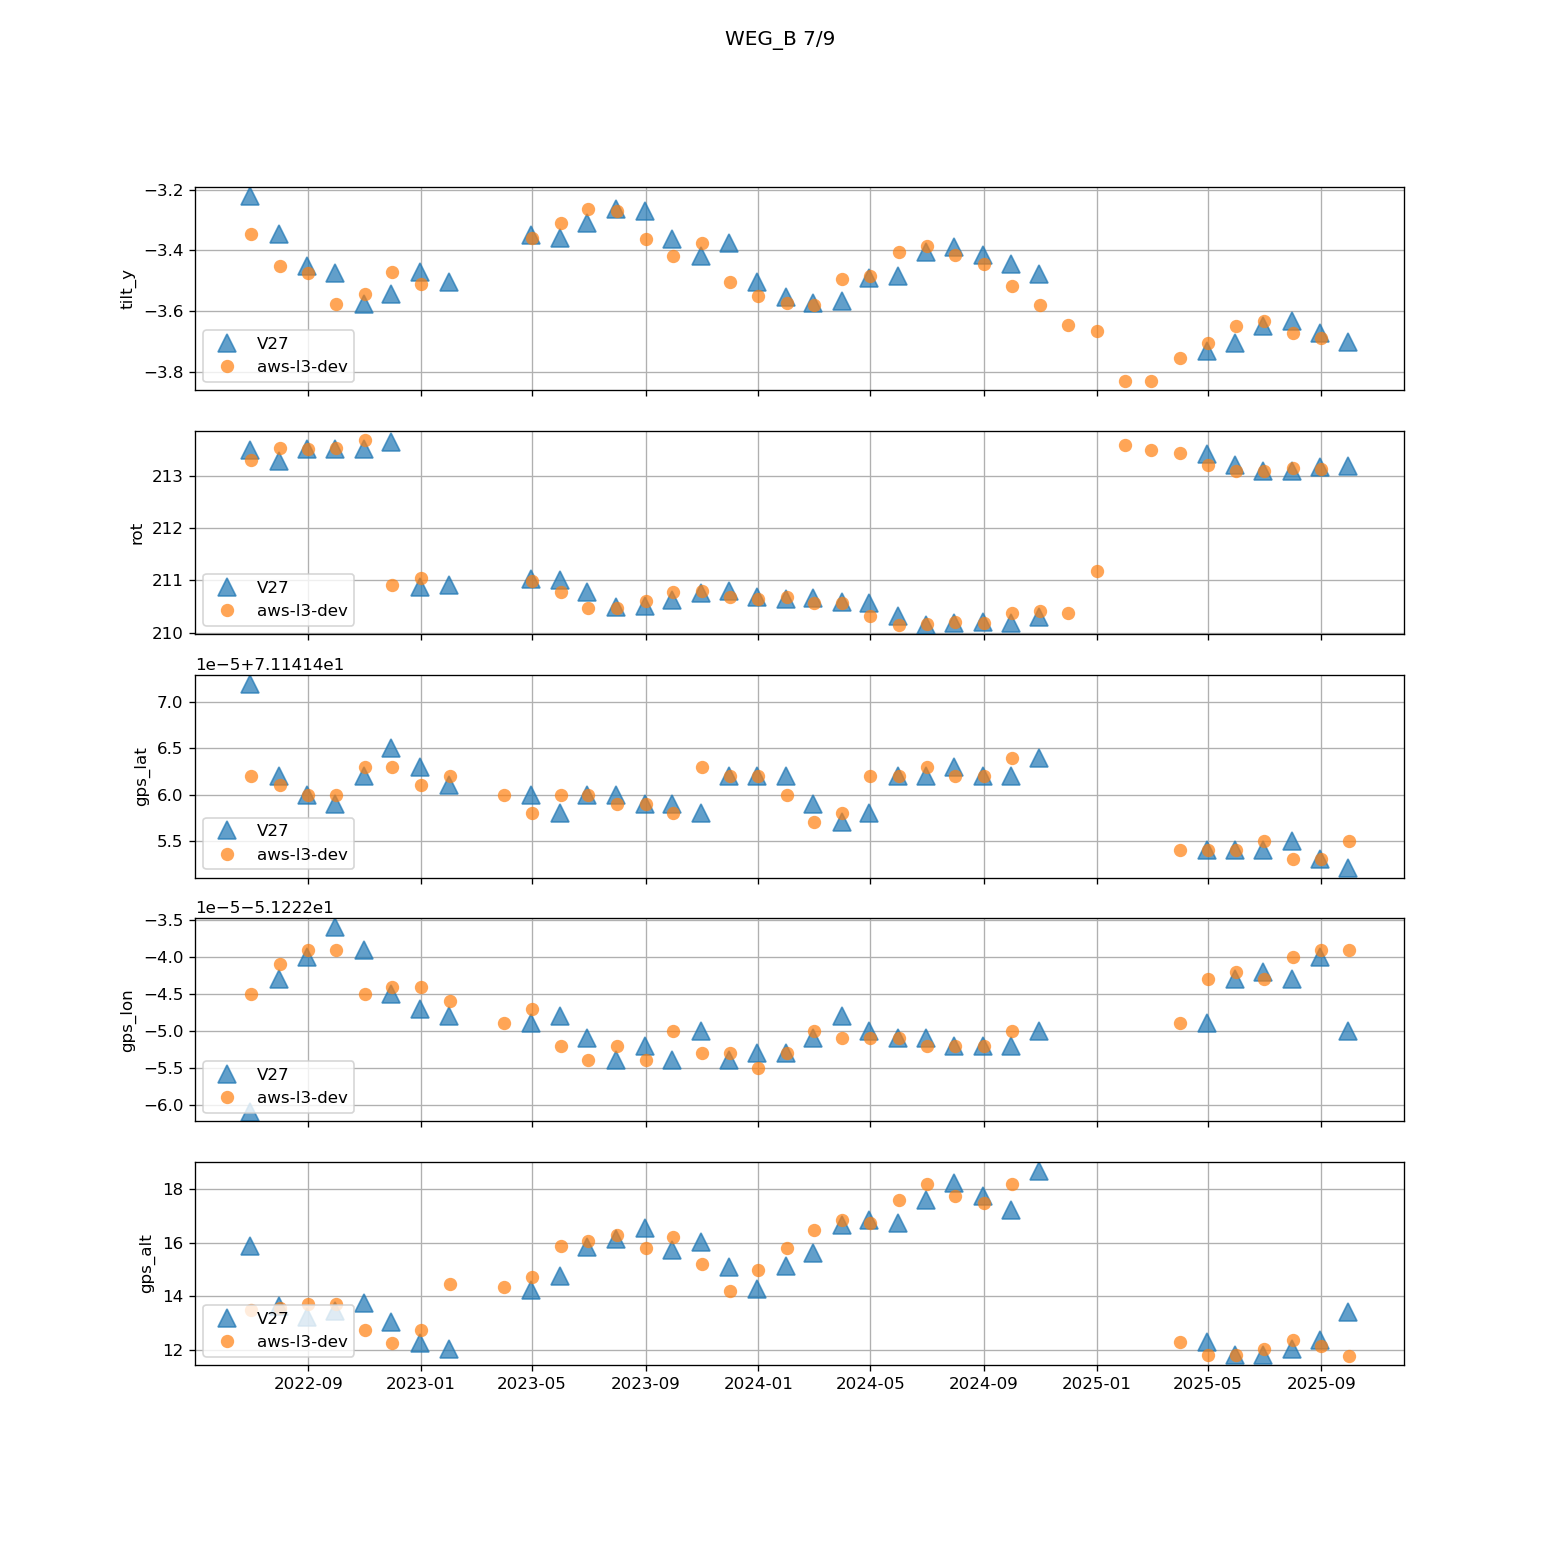 WEG_B 7/9
−3.2
−3.4
−3.6
−3.8
tilt_y
V27
aws-l3-dev
213
212
211
210
rot
V27
aws-l3-dev
1e−5+7.11414e1
7.0
6.5
6.0
5.5
gps_lat
V27
aws-l3-dev
1e−5−5.1222e1
−3.5
−4.0
−4.5
−5.0
−5.5
−6.0
gps_lon
V27
aws-l3-dev
18
16
14
12
gps_alt
V27
aws-l3-dev
2022-09 2023-01 2023-05 2023-09 2024-01 2024-05 2024-09 2025-01 2025-05 2025-09